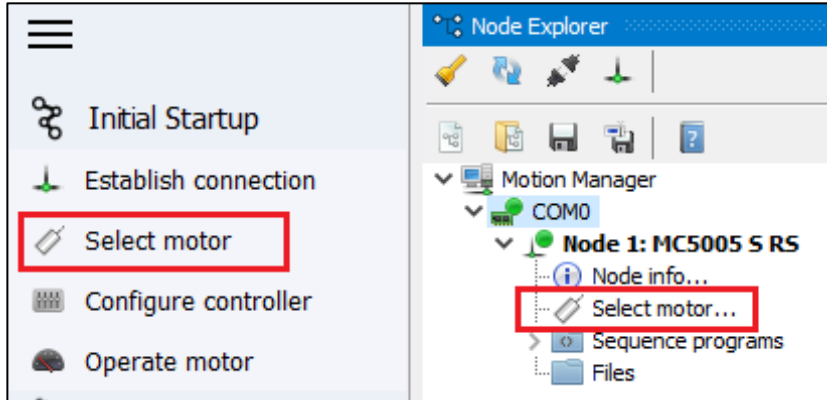 Initial Startup
Establish connection
Select motor
Configure controller
Operate motor
Node Explorer
Motion Manager
COM0
Node 1: MC5005 S RS
Node info...
Select motor...
Sequence programs
Files